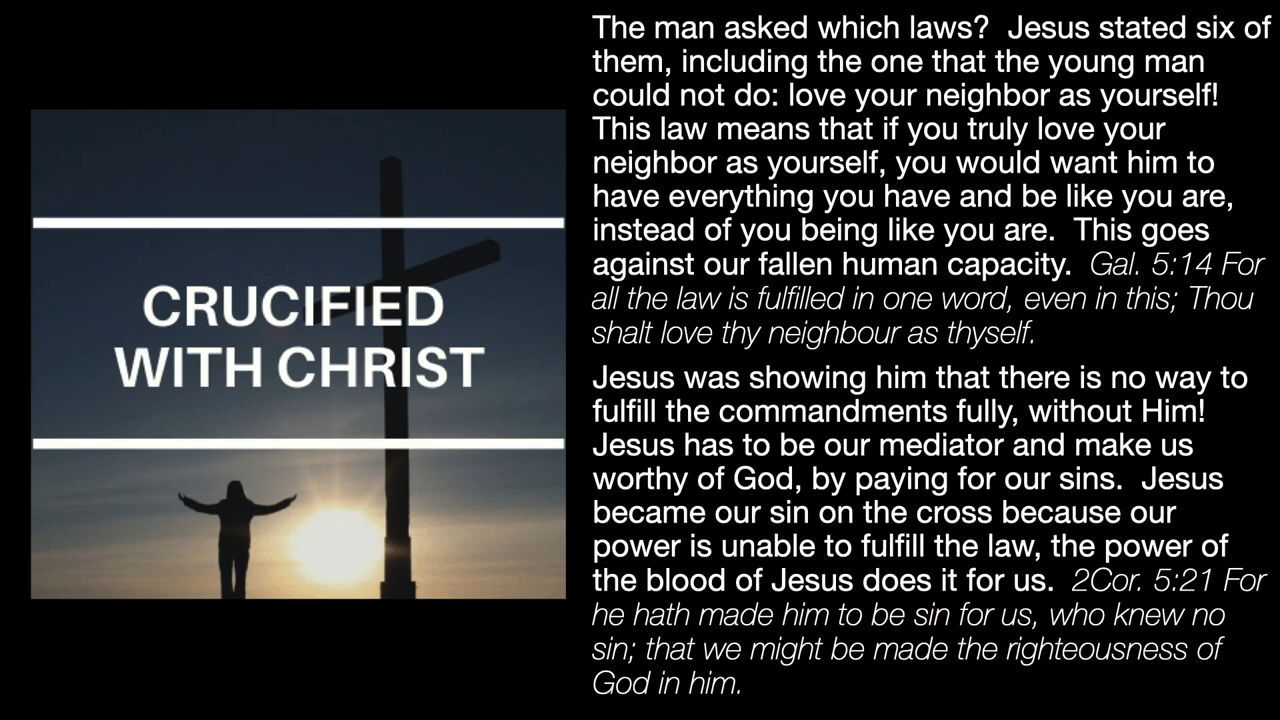 CRUCIFIED
WITH CHRIST
The man asked which laws?  Jesus stated six of
them, including the one that the young man
could not do: love your neighbor as yourself!
This law means that if you truly love your
neighbor as yourself, you would want him to
have everything you have and be like you are,
instead of you being like you are.  This goes
against our fallen human capacity.  Gal. 5:14 For
all the law is fulfilled in one word, even in this; Thou
shalt love thy neighbour as thyself.
Jesus was showing him that there is no way to
fulfill the commandments fully, without Him!
Jesus has to be our mediator and make us
worthy of God, by paying for our sins.  Jesus
became our sin on the cross because our
power is unable to fulfill the law, the power of
the blood of Jesus does it for us.  2Cor. 5:21 For
he hath made him to be sin for us, who knew no
sin; that we might be made the righteousness of
God in him.